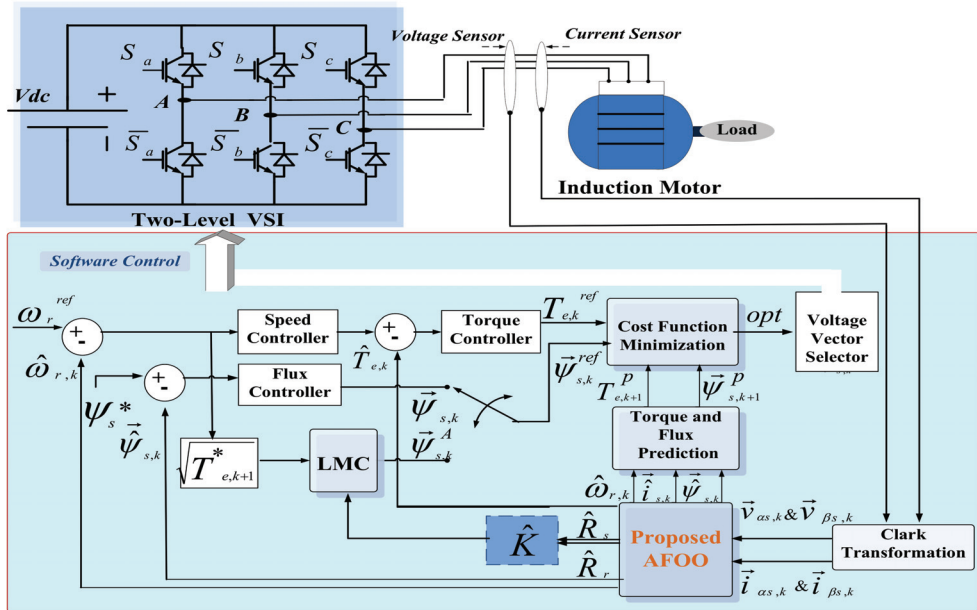 Voltage Sensor
Current Sensor
S a
S b
S c
Vdc
+
A
B
C
S̅ a
S̅ b
S̅ c
Load
Induction Motor
Two-Level VSI
Software Control
ω r ref
+
-
Speed Controller
+
-
T̂ e,k
Torque Controller
T e,k ref
Cost Function Minimization
opt
Voltage Vector Selector
ω̂ r,k
+
-
Flux Controller
ψ⃗ s,k
ψ⃗ s,k ref
T e,k+1 p
ψ⃗ s,k+1 p
ψ s *
ψ̂⃗ s,k
√T* e,k+1
LMC
ψ⃗ s,k A
Torque and Flux Prediction
ω̂ r,k
î⃗ s,k
ψ̂⃗ s,k
K̂
R̂ s
R̂ r
Proposed AFOO
v⃗ αs,k & v⃗ βs,k
i⃗ αs,k & i⃗ βs,k
Clark Transformation